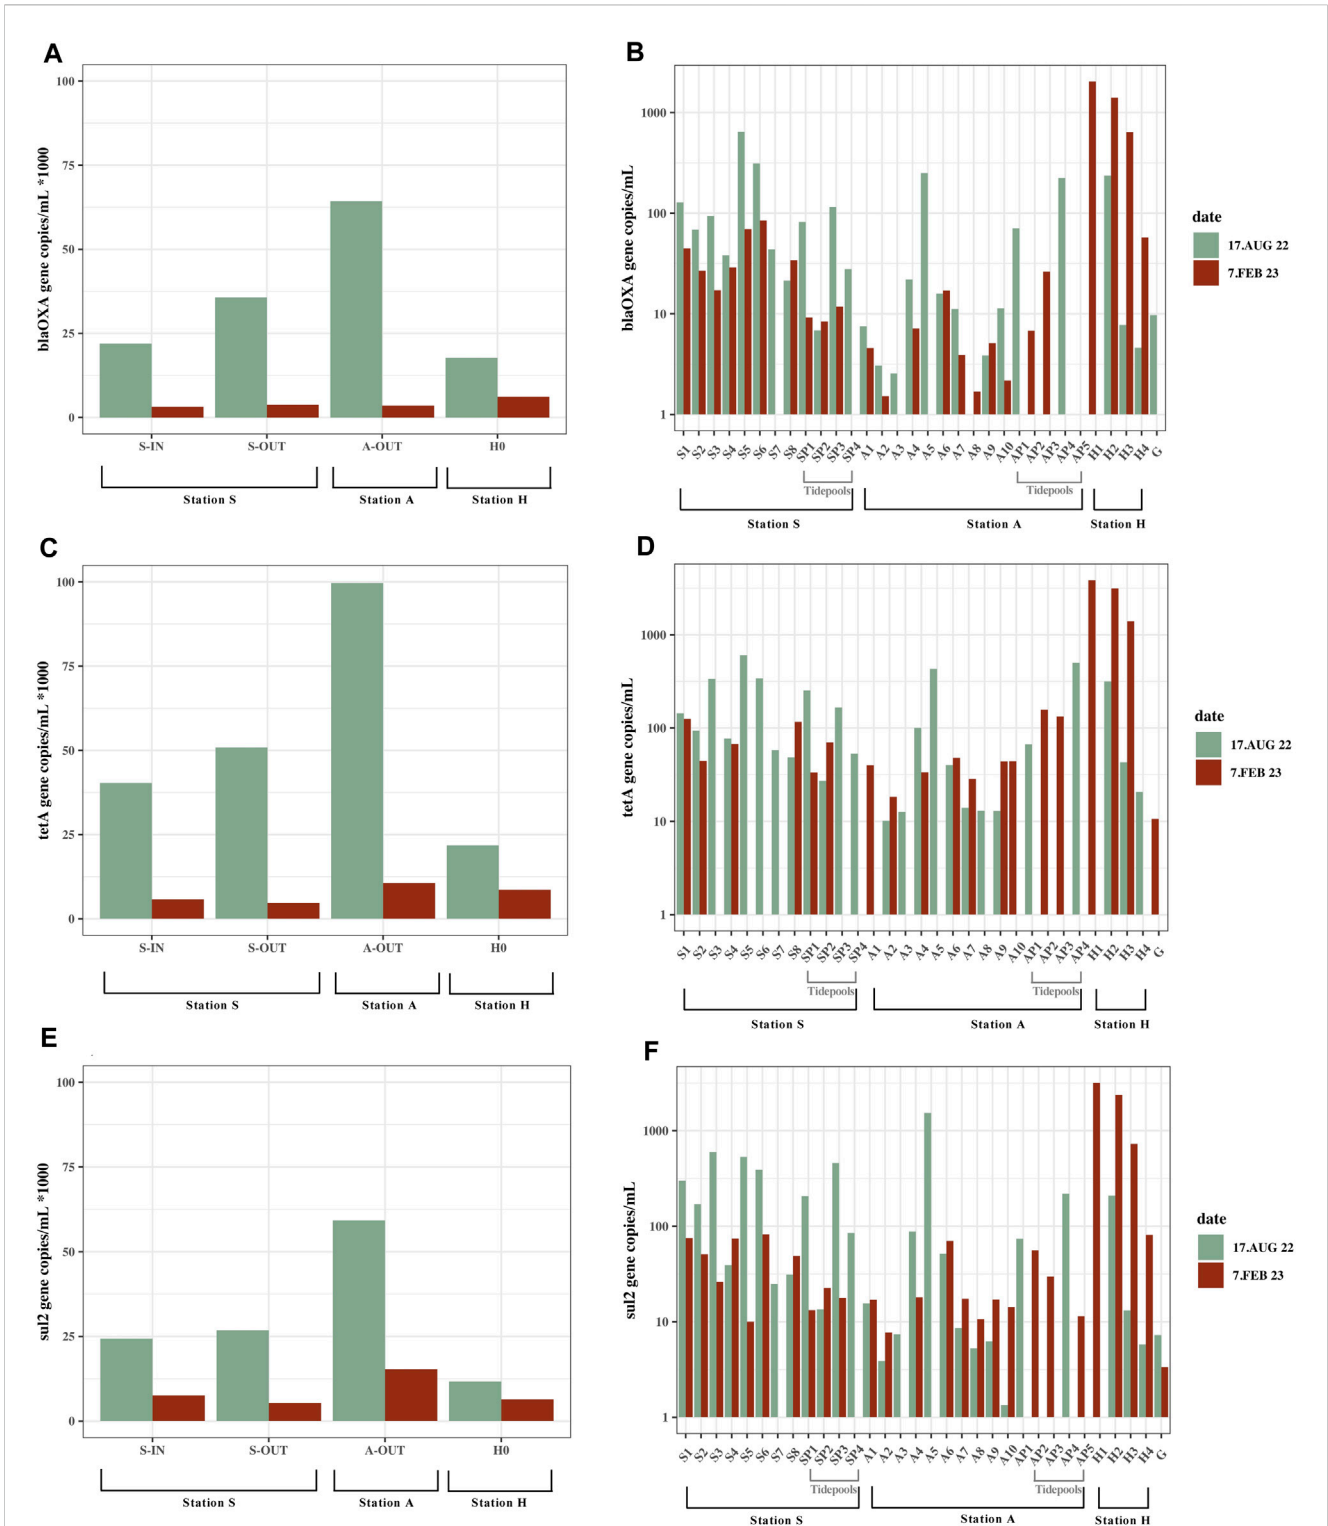 A
blaOXA gene copies/mL *1000
100
75
50
25
0
S-IN S-OUT A-OUT H0
Station S Station A Station H
B
blaOXA gene copies/mL
1000
100
10
1
S1 S2 S3 S4 S5 S6 S7 S8 SP1 SP2 SP3 SP4 A1 A2 A3 A4 A5 A6 A7 A8 A9 A10 AP1 AP2 AP3 AP4 AP5 H1 H2 H3 H4 G
Tidepools Tidepools
Station S Station A Station H
date
17.AUG 22
7.FEB 23
C
tetA gene copies/mL *1000
100
75
50
25
0
S-IN S-OUT A-OUT H0
Station S Station A Station H
D
tetA gene copies/mL
1000
100
10
1
S1 S2 S3 S4 S5 S6 S7 S8 SP1 SP2 SP3 SP4 A1 A2 A3 A4 A5 A6 A7 A8 A9 A10 AP1 AP2 AP3 AP4 H1 H2 H3 H4 G
Tidepools Tidepools
Station S Station A Station H
date
17.AUG 22
7.FEB 23
E
sul2 gene copies/mL *1000
100
75
50
25
0
S-IN S-OUT A-OUT H0
Station S Station A Station H
F
sul2 gene copies/mL
1000
100
10
1
S1 S2 S3 S4 S5 S6 S7 S8 SP1 SP2 SP3 SP4 A1 A2 A3 A4 A5 A6 A7 A8 A9 A10 AP1 AP2 AP3 AP4 AP5 H1 H2 H3 H4 G
Tidepools Tidepools
Station S Station A Station H
date
17.AUG 22
7.FEB 23